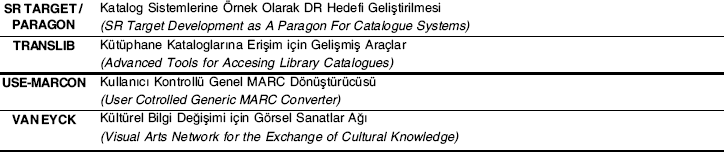 SR TARGET / Katalog Sistemlerine Örnek Olarak DR Hedefi Geliştirilmesi
PARAGON (SR Target Development as A Paragon For Catalogue Systems)
TRANSLIB Kütüphane Kataloglarına Erişim için Gelişmiş Araçlar
(Advanced Tools for Accesing Library Catalogues)
USE-MARCON Kullanıcı Kontrollü Genel MARC Dönüştürücüsü
(User Cotrolled Generic MARC Converter)
VAN EYCK Kültürel Bilgi Değişimi için Görsel Sanatlar Ağı
(Visual Arts Network for the Exchange of Cultural Knowledge)